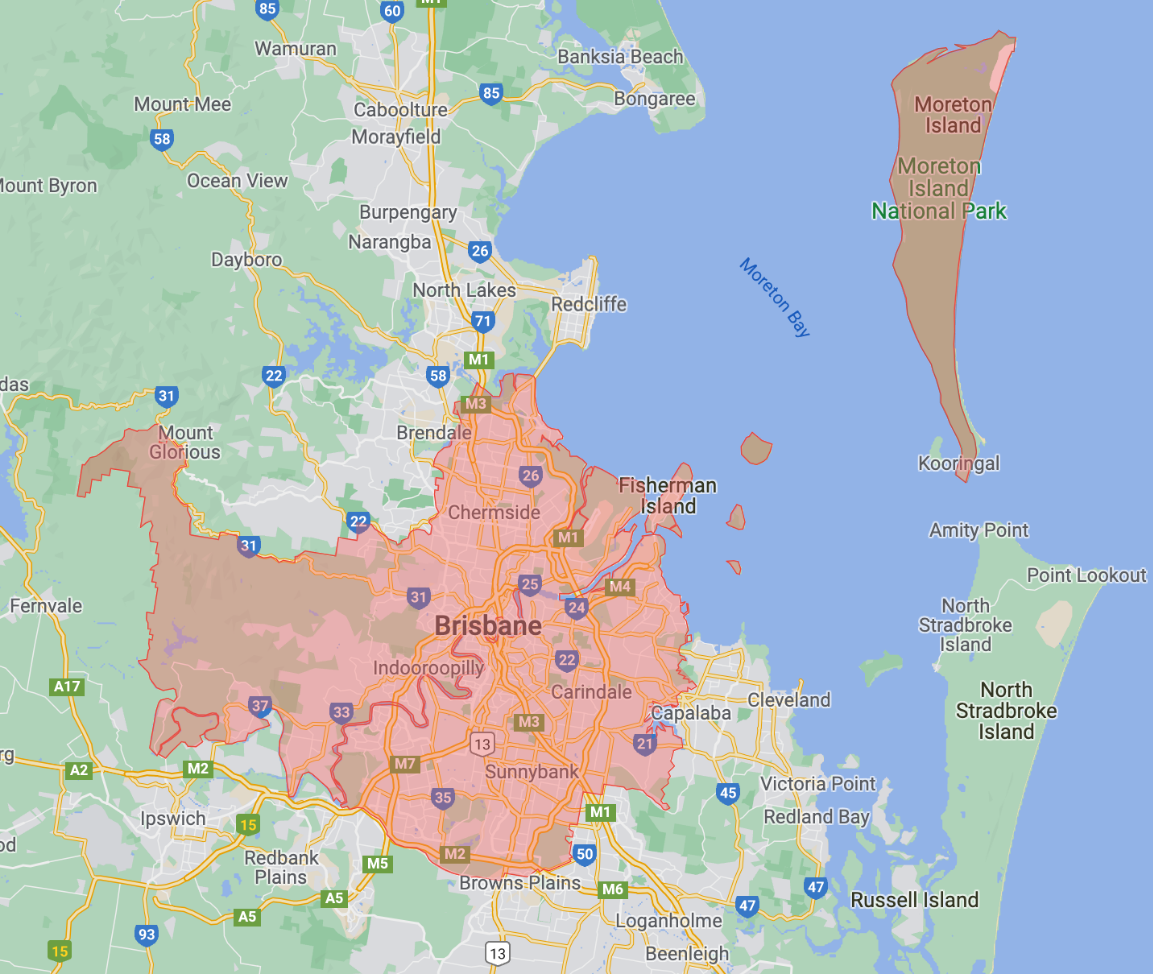 85
60
M1
Wamuran
Banksia Beach
85
Bongaree
Mount Mee
Caboolture
Moreton
Island
58
Morayfield
Moreton
Island
National Park
Mount Byron
Ocean View
Burpengary
Narangba
26
Dayboro
Moreton Bay
North Lakes
Redcliffe
71
M1
22
58
das
31
M3
Mount
Glorious
Brendale
Kooringal
26
Fisherman
Island
Chermside
22
M1
Amity Point
31
Point Lookout
25
M4
31
24
Fernvale
North
Stradbroke
Island
Brisbane
22
Indooroopilly
A17
Carindale
North
Stradbroke
Island
Cleveland
37
33
Capalaba
M3
13
21
rg
A2
M2
M7
Sunnybank
Victoria Point
45
35
M1
Redland Bay
Ipswich
15
od
Redbank
Plains
M5
M2
50
Browns Plains
M6
47
A5
Russell Island
47
A5
Loganholme
93
15
13
Beenleigh